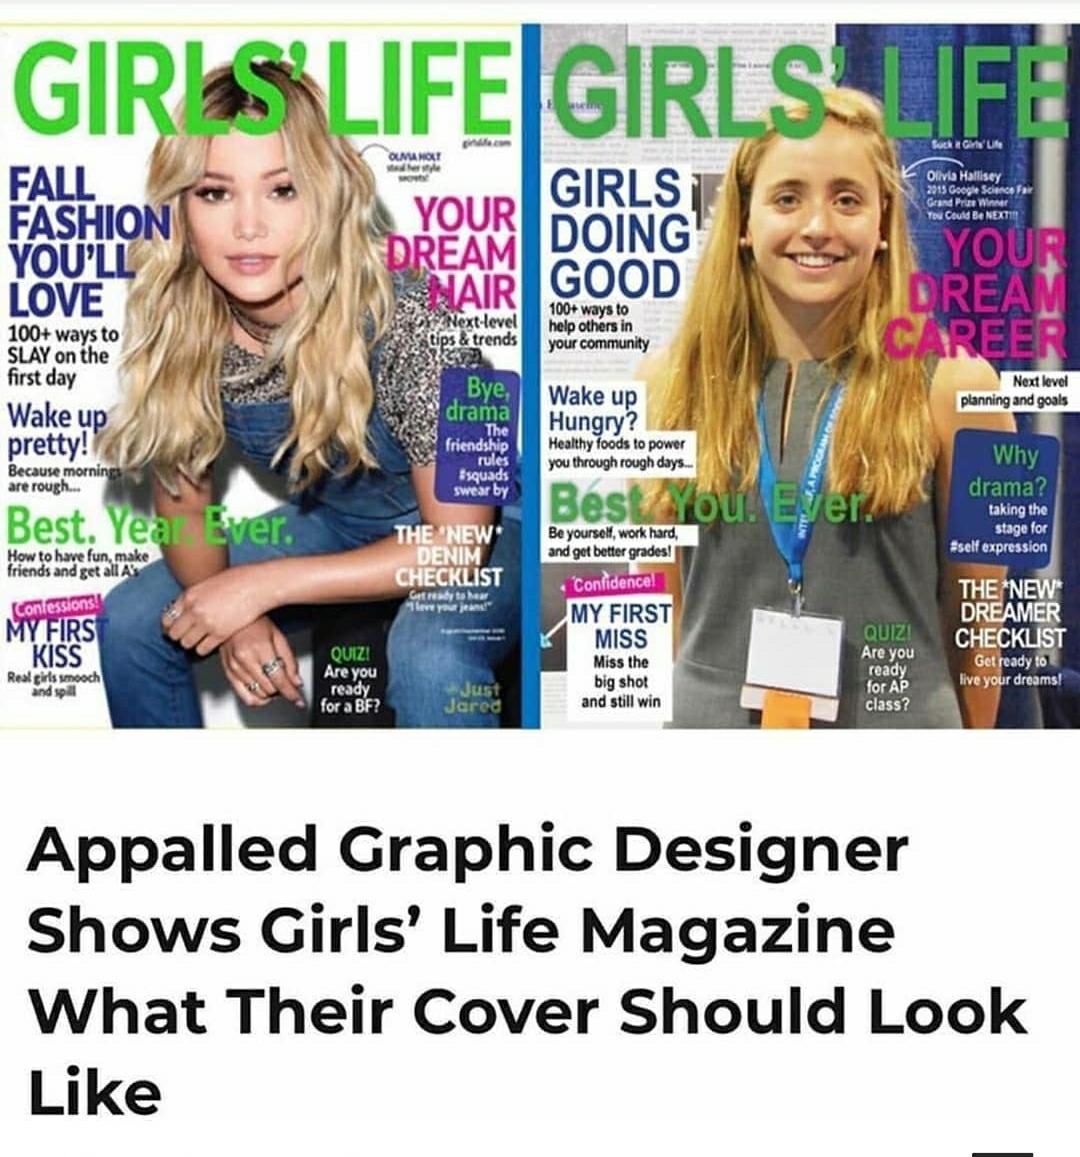 GIRLS' LIFE
girlslife.com
OLIVIA HOLT
steal her style
secrets!
FALL
FASHION
YOU'LL
LOVE
100+ ways to
SLAY on the
first day
YOUR
DREAM
HAIR
Next-level
tips & trends
Wake up
pretty!
Because mornings
are rough...
Bye,
drama
The
friendship
rules
#squads
swear by
Best. Year. Ever.
How to have fun, make
friends and get all A's
Confessions!
MY FIRST
KISS
Real girls smooch
and spill
THE *NEW*
DENIM
CHECKLIST
Get ready to hear
"I love your jeans!"
QUIZ!
Are you
ready
for a BF?
Just
Jared
GIRLS' LIFE
Suck it Girls' Life
Olivia Hallisey
2015 Google Science Fair
Grand Prize Winner
You Could Be NEXT!!!
GIRLS
DOING
GOOD
100+ ways to
help others in
your community
YOUR
DREAM
CAREER
Next level
planning and goals
Wake up
Hungry?
Healthy foods to power
you through rough days...
Why
drama?
taking the
stage for
#self expression
Best. You. Ever.
Be yourself, work hard,
and get better grades!
Confidence!
MY FIRST
MISS
Miss the
big shot
and still win
THE *NEW*
DREAMER
CHECKLIST
Get ready to
live your dreams!
QUIZ!
Are you
ready
for AP
class?
Appalled Graphic Designer
Shows Girls' Life Magazine
What Their Cover Should Look
Like